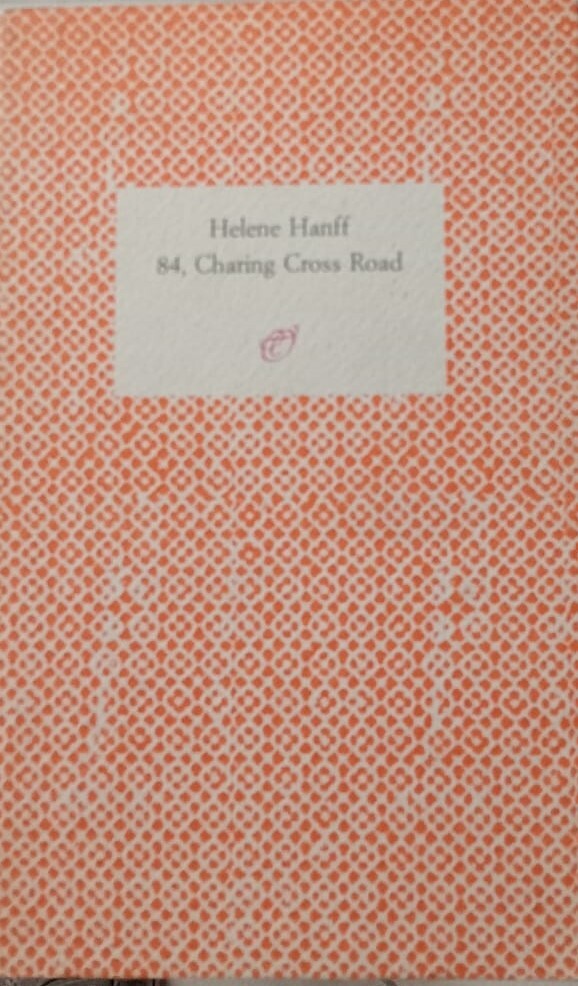 Helene Hanff
84, Charing Cross Road